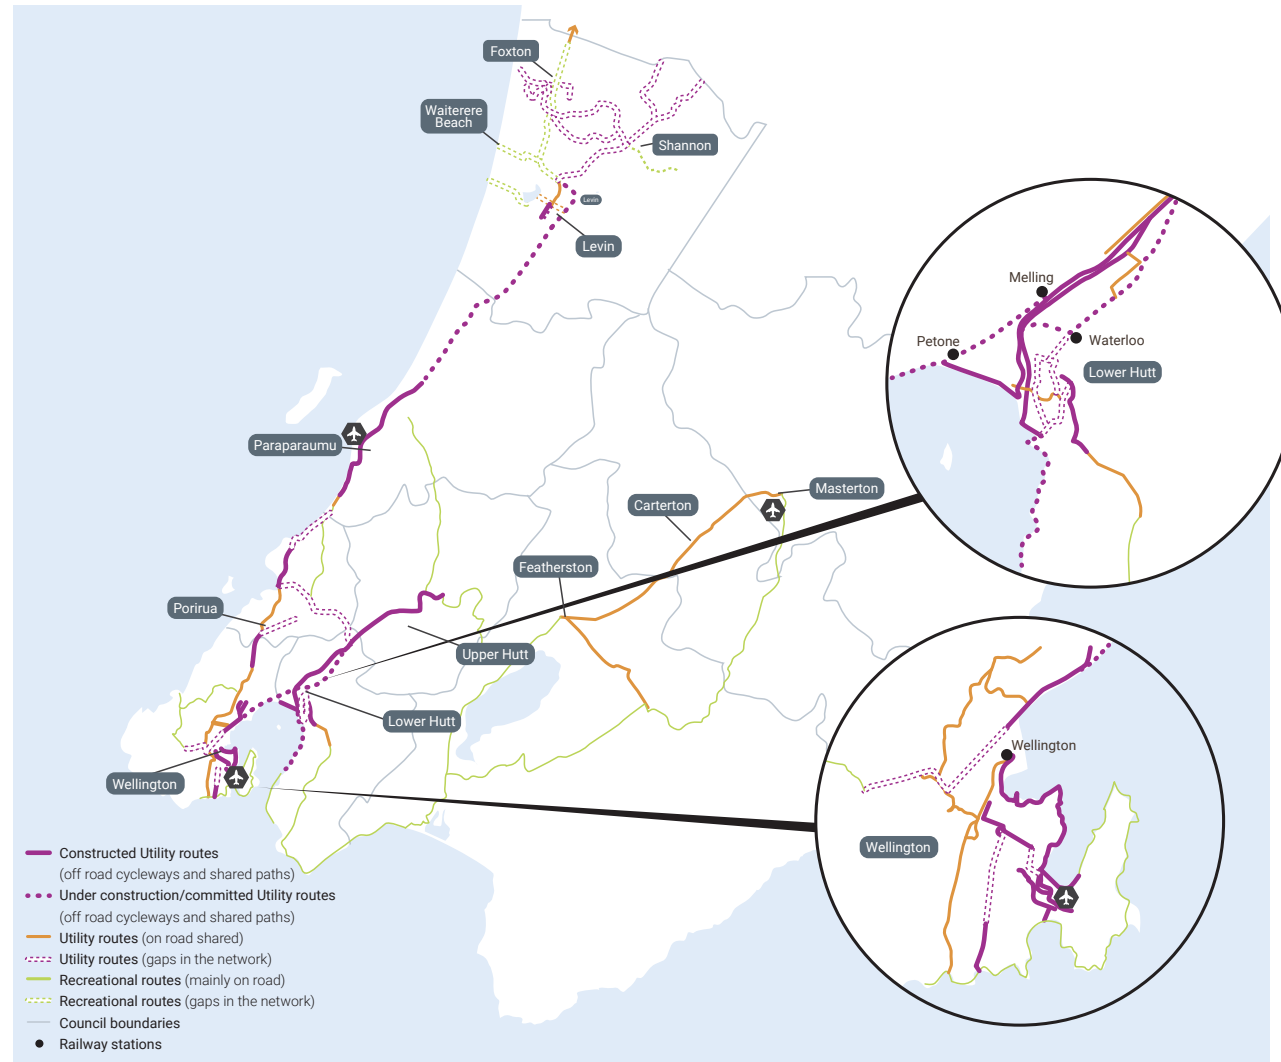 Foxton
Waiterere
Beach
Shannon
Levin
Levin
Melling
Petone
Waterloo
Lower Hutt
Paraparaumu
Masterton
Carterton
Featherston
Porirua
Upper Hutt
Lower Hutt
Wellington
Wellington
Wellington
Constructed Utility routes
(off road cycleways and shared paths)
Under construction/committed Utility routes
(off road cycleways and shared paths)
Utility routes (on road shared)
Utility routes (gaps in the network)
Recreational routes (mainly on road)
Recreational routes (gaps in the network)
Council boundaries
Railway stations